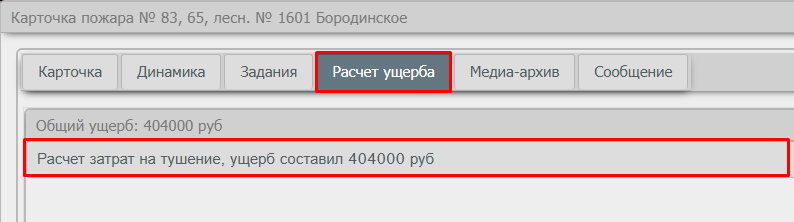 Карточка пожара № 83, 65, лесн. № 1601 Бородинское
Карточка Динамика Задания Расчет ущерба Медиа-архив Сообщение
Общий ущерб: 404000 руб
Расчет затрат на тушение, ущерб составил 404000 руб